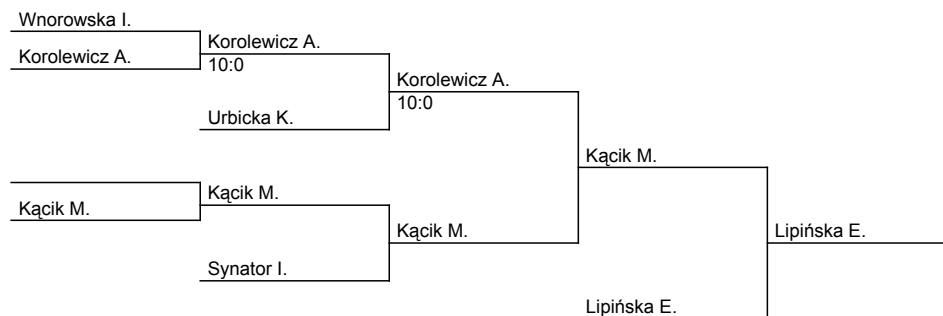 Wnorowska I.
Korolewicz A.
Korolewicz A.
10:0
Korolewicz A.
10:0
Urbicka K.
Kącik M.
Kącik M.
Kącik M.
Kącik M.
Lipińska E.
Synator I.
Lipińska E.